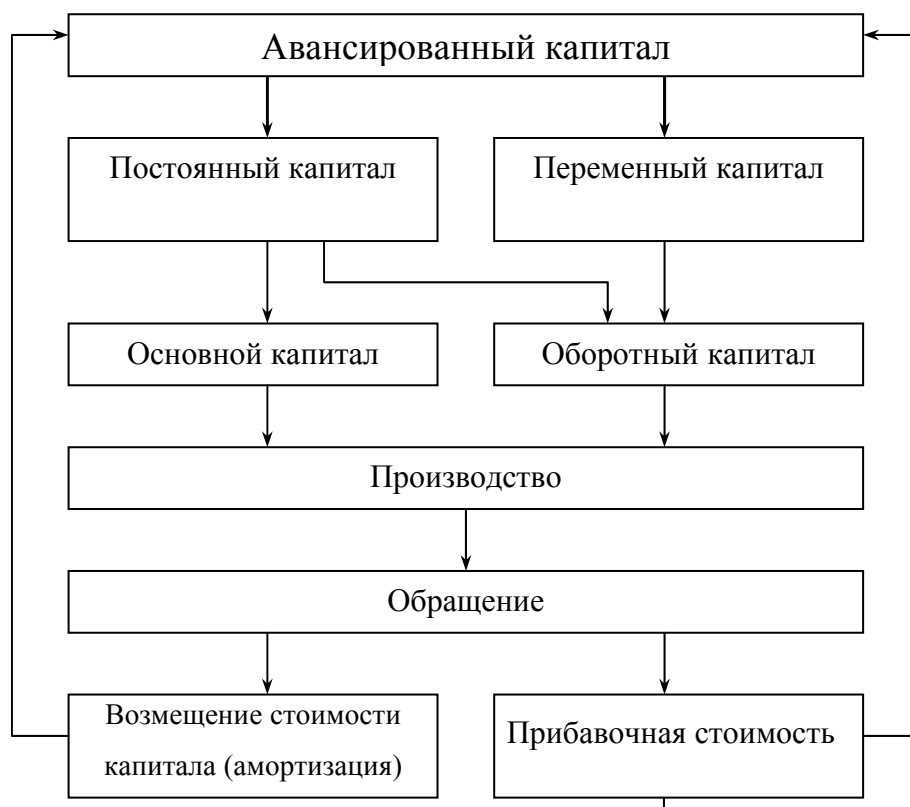 Авансированный капитал
Постоянный капитал
Переменный капитал
Основной капитал
Оборотный капитал
Производство
Обращение
Возмещение стоимости
капитала (амортизация)
Прибавочная стоимость